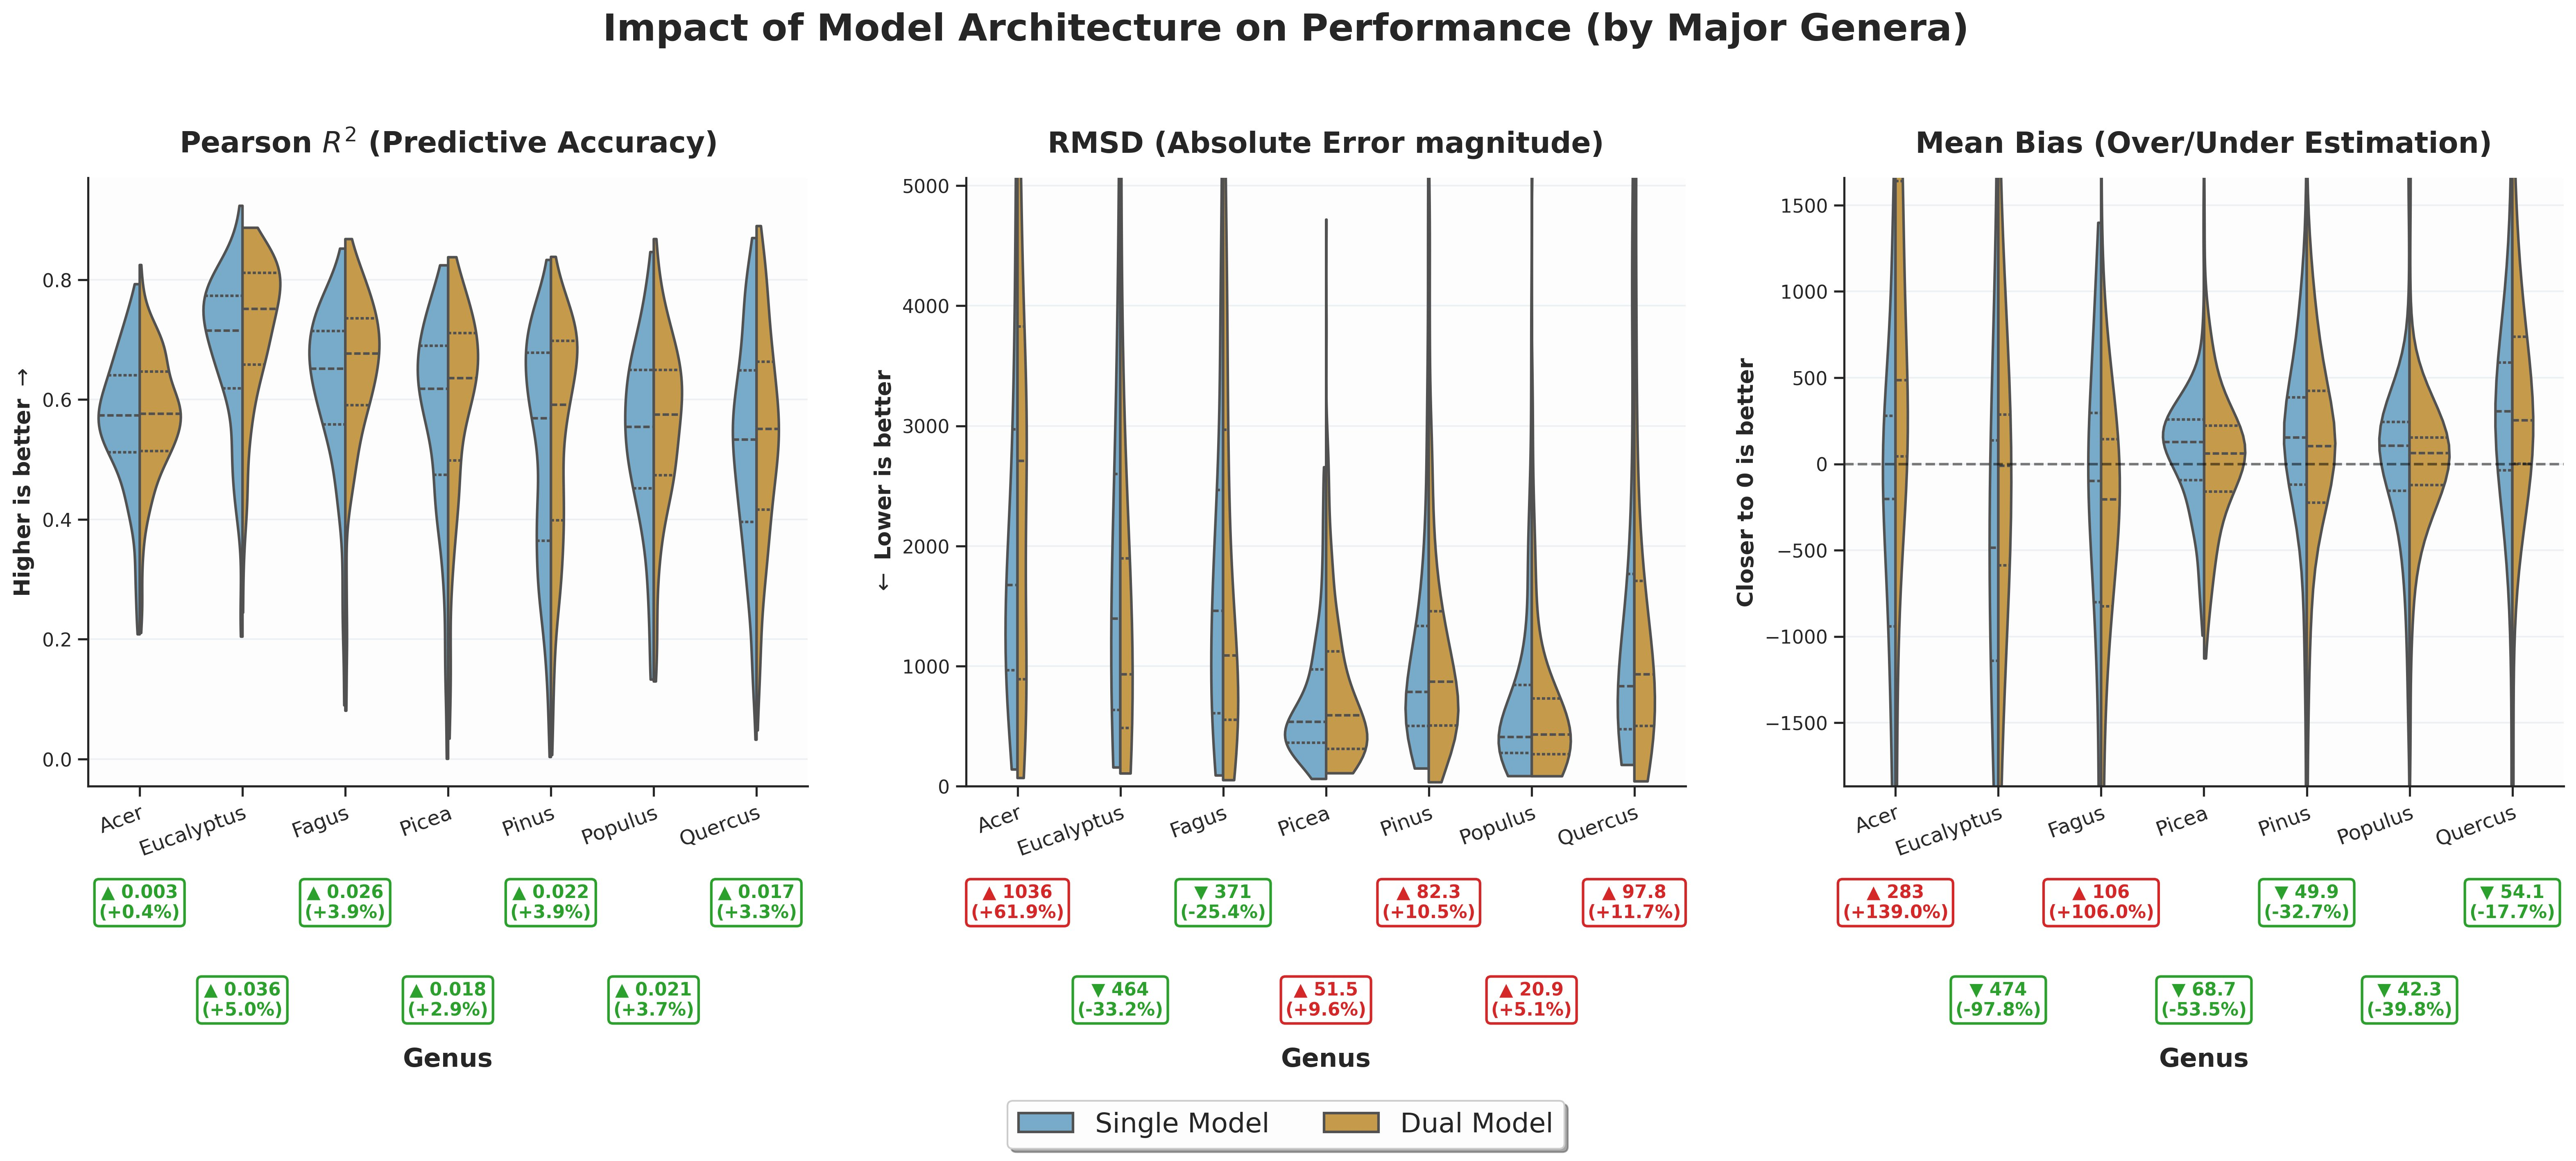 Impact of Model Architecture on Performance (by Major Genera)
Pearson R² (Predictive Accuracy)
Higher is better →
0.8
0.6
0.4
0.2
0.0
Acer
Eucalyptus
Fagus
Picea
Pinus
Populus
Quercus
▲ 0.003
(+0.4%)
▲ 0.026
(+3.9%)
▲ 0.022
(+3.9%)
▲ 0.017
(+3.3%)
▲ 0.036
(+5.0%)
▲ 0.018
(+2.9%)
▲ 0.021
(+3.7%)
Genus
RMSD (Absolute Error magnitude)
← Lower is better
5000
4000
3000
2000
1000
0
Acer
Eucalyptus
Fagus
Picea
Pinus
Populus
Quercus
▲ 1036
(+61.9%)
▼ 371
(-25.4%)
▲ 82.3
(+10.5%)
▲ 97.8
(+11.7%)
▼ 464
(-33.2%)
▲ 51.5
(+9.6%)
▲ 20.9
(+5.1%)
Genus
Mean Bias (Over/Under Estimation)
Closer to 0 is better
1500
1000
500
0
−500
−1000
−1500
Acer
Eucalyptus
Fagus
Picea
Pinus
Populus
Quercus
▲ 283
(+139.0%)
▲ 106
(+106.0%)
▼ 49.9
(-32.7%)
▼ 54.1
(-17.7%)
▼ 474
(-97.8%)
▼ 68.7
(-53.5%)
▼ 42.3
(-39.8%)
Genus
Single Model
Dual Model